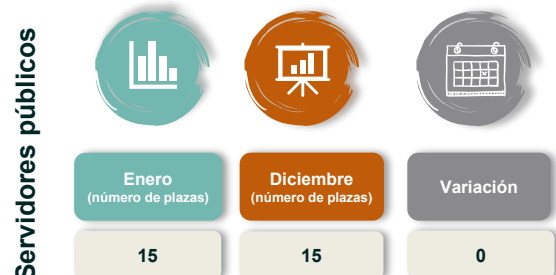 Servidores públicos
Enero
(número de plazas)
Diciembre
(número de plazas)
Variación
15
15
0